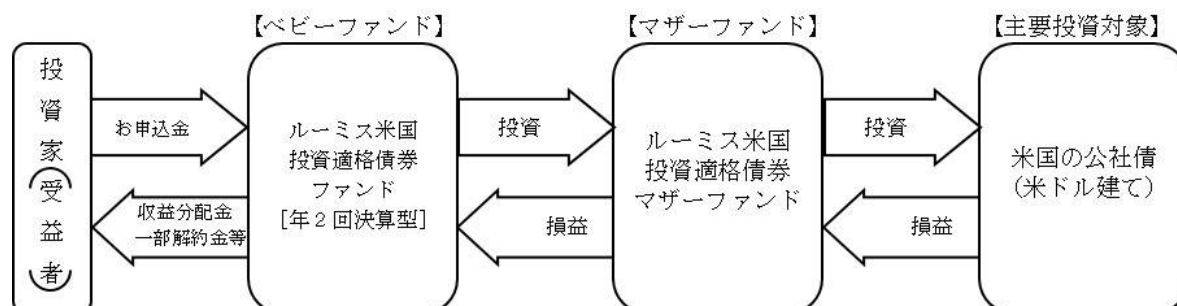 【ベビーファンド】
【マザーファンド】
【主要投資対象】
投資家(受益者)
お申込金
収益分配金
一部解約金等
ルーミス米国
投資適格債券
ファンド
[年２回決算型]
投資
損益
ルーミス米国
投資適格債券
マザーファンド
投資
損益
米国の公社債
(米ドル建て)